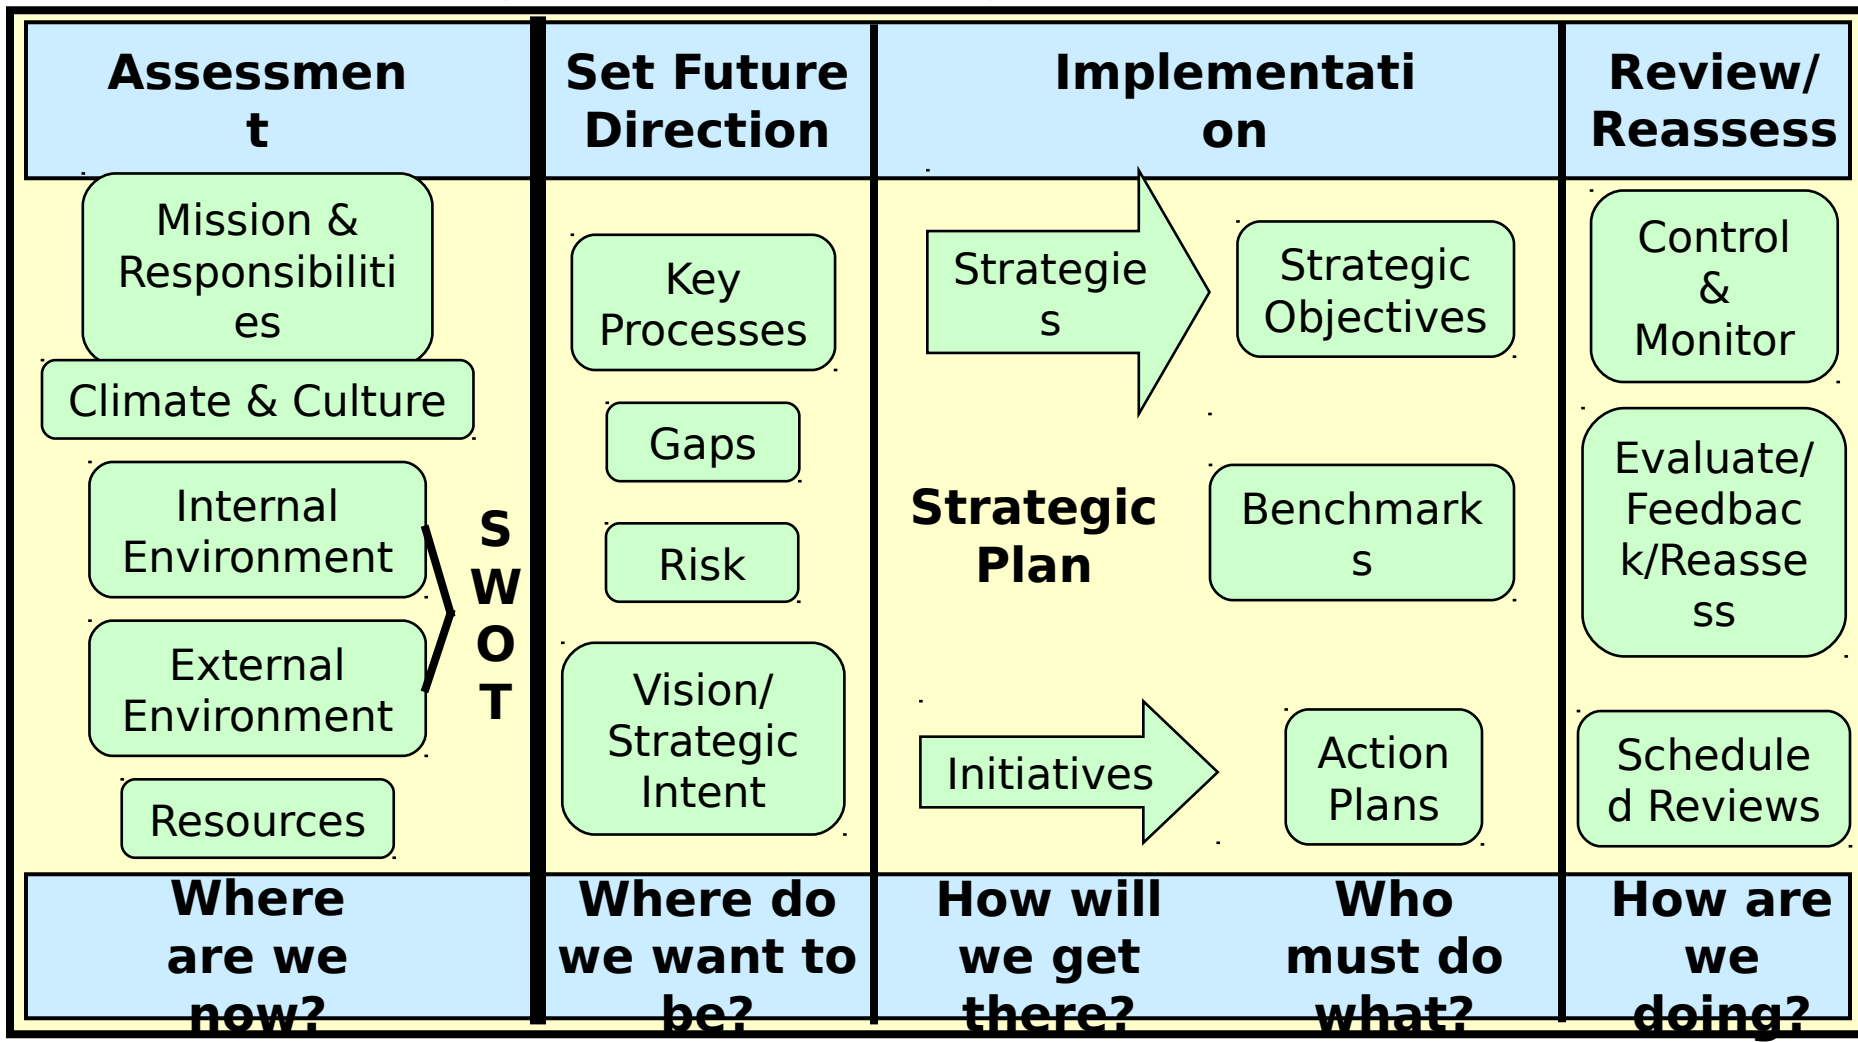 Assessmen
t
Set Future
Direction
Implementati
on
Review/
Reassess
Mission &
Responsibiliti
es
Climate & Culture
Internal
Environment
External
Environment
Resources
S
W
O
T
Key
Processes
Gaps
Risk
Vision/
Strategic
Intent
Strategie
s
Strategic
Plan
Initiatives
Strategic
Objectives
Benchmark
s
Action
Plans
Control
&
Monitor
Evaluate/
Feedbac
k/Reasse
ss
Schedule
d Reviews
Where
are we
now?
Where do
we want to
be?
How will
we get
there?
Who
must do
what?
How are
we
doing?